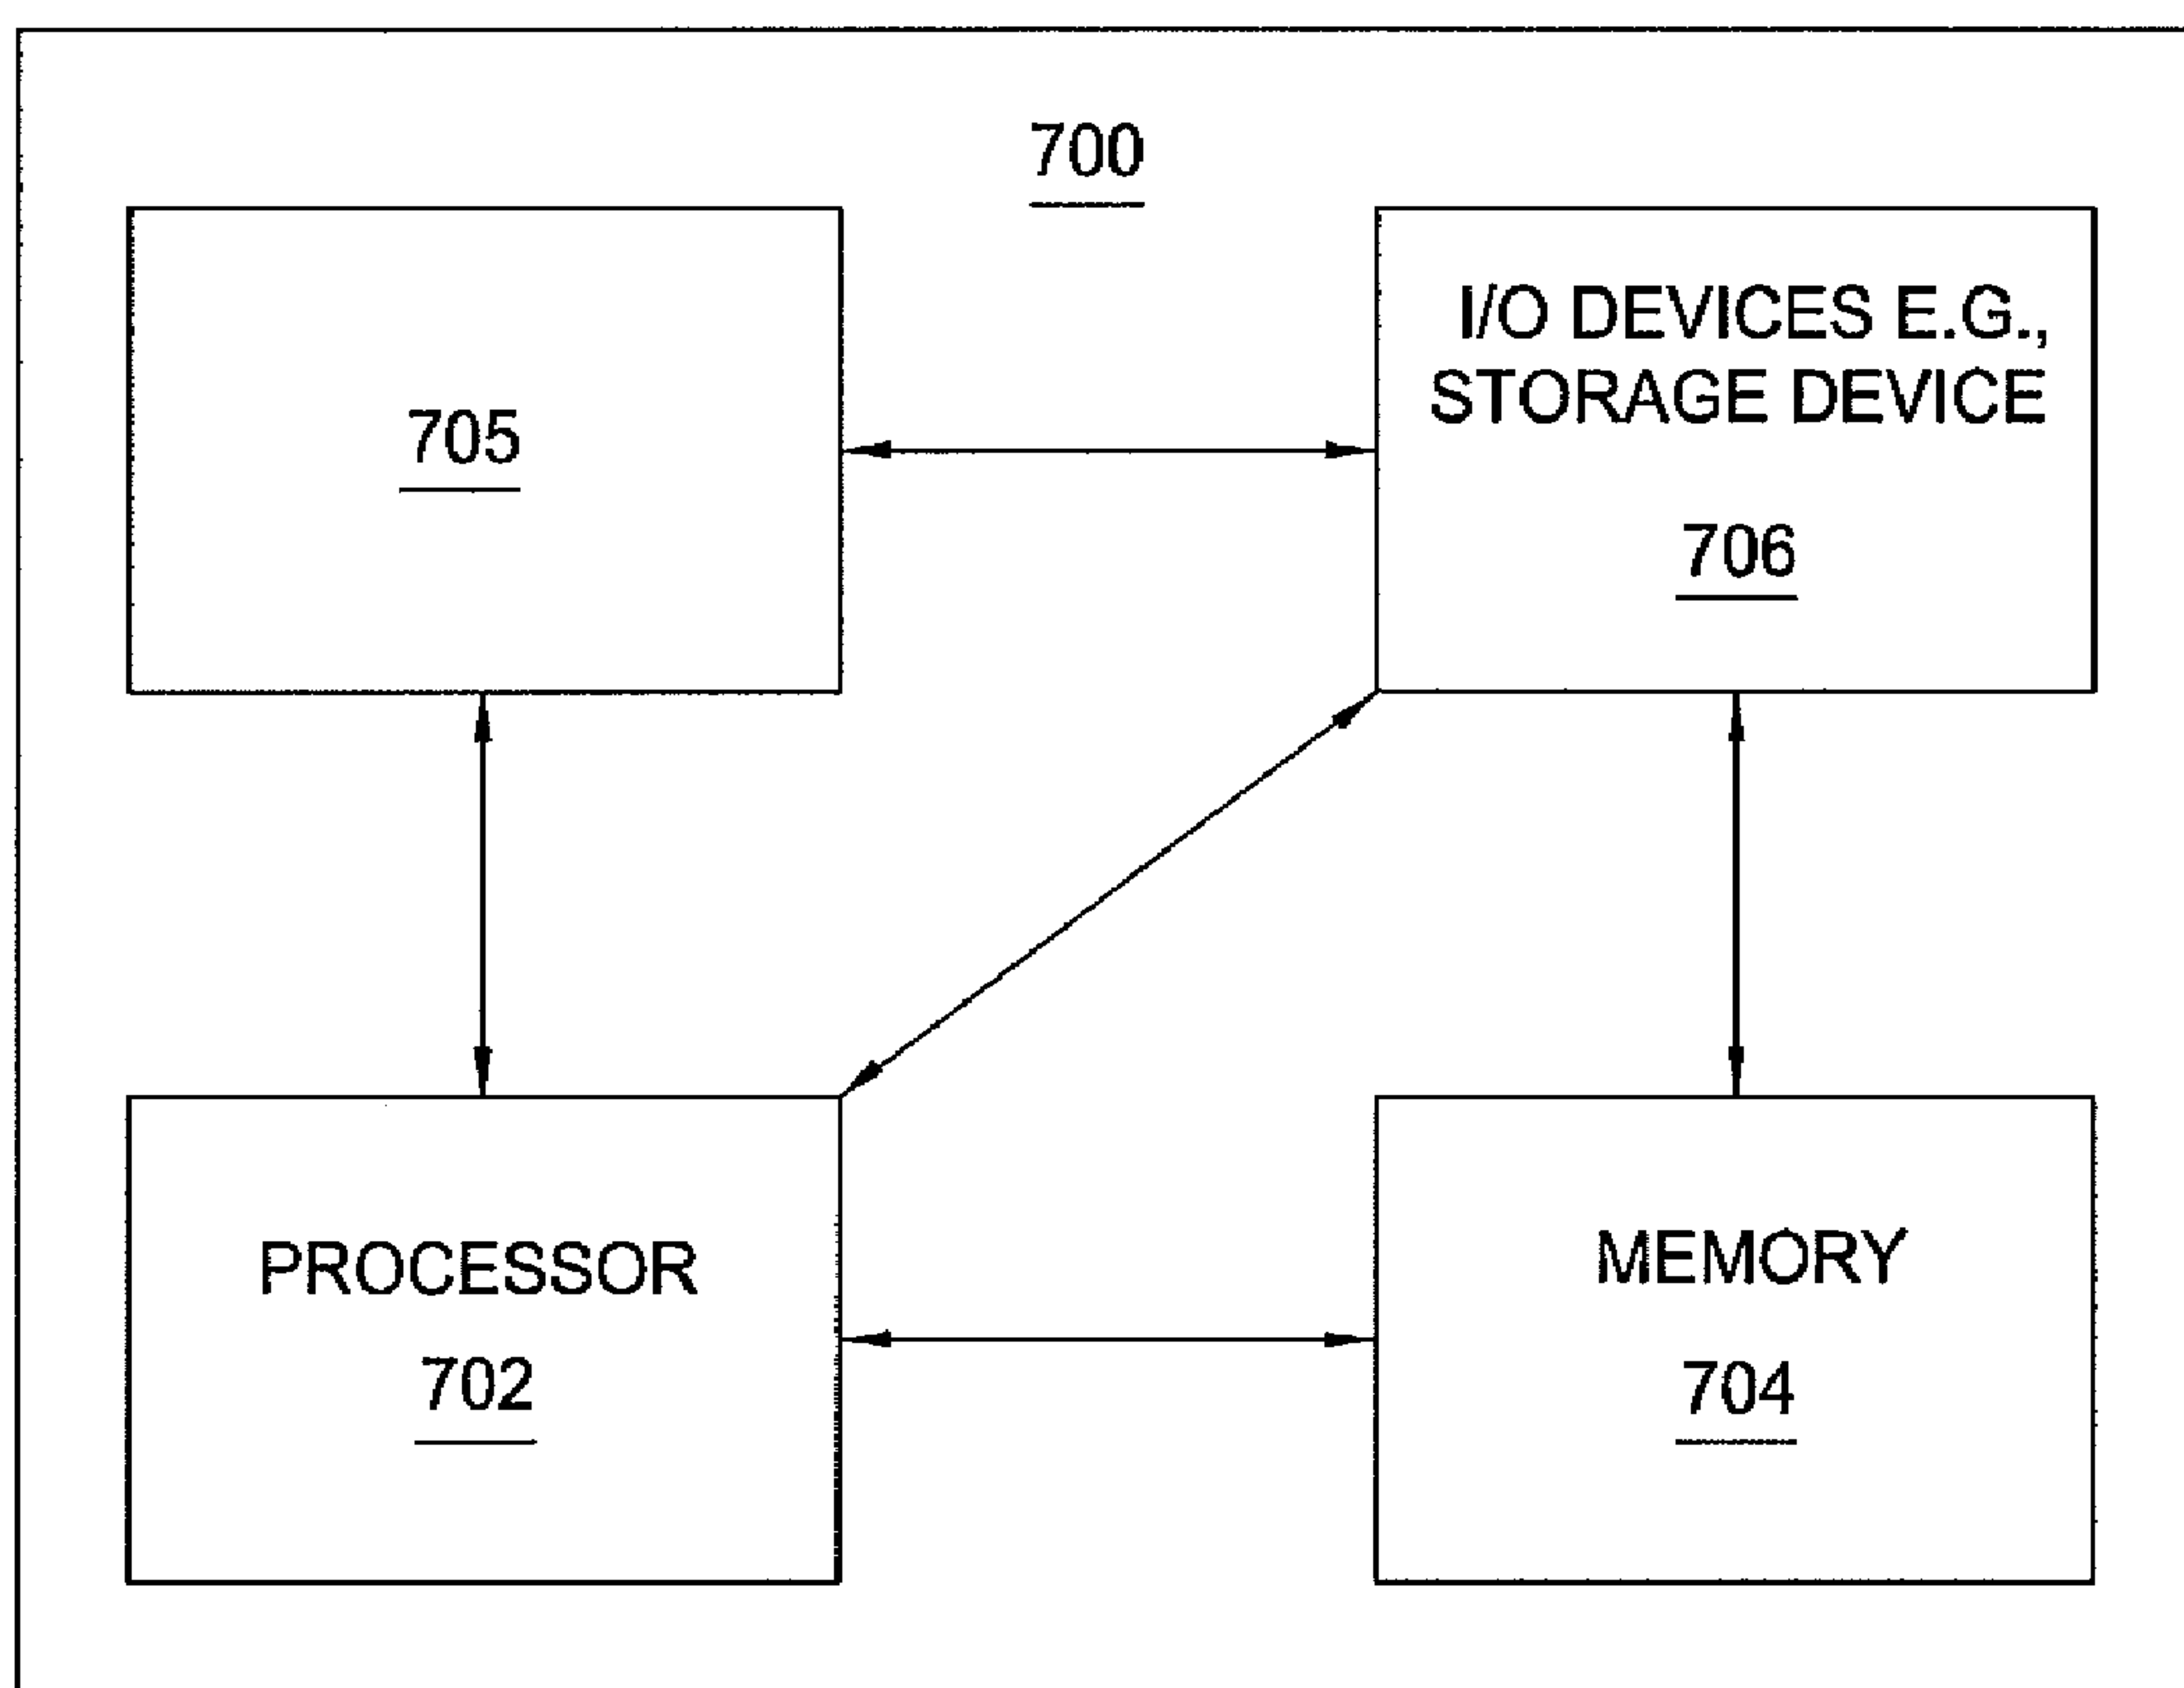 700
705
I/O DEVICES E.G.,
STORAGE DEVICE
706
PROCESSOR
702
MEMORY
704